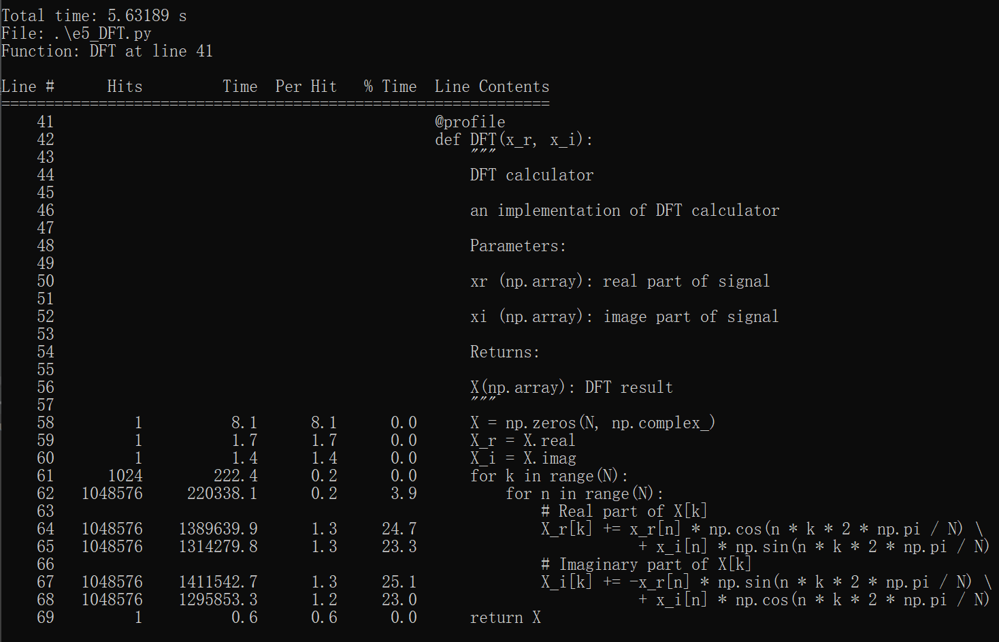 Total time: 5.63189 s
File: .\e5_DFT.py
Function: DFT at line 41

Line #      Hits         Time  Per Hit   % Time  Line Contents
==============================================================
    41                                           @profile
    42                                           def DFT(x_r, x_i):
    43                                               """
    44                                               DFT calculator
    45
    46                                               an implementation of DFT calculator
    47
    48                                               Parameters:
    49
    50                                               xr (np.array): real part of signal
    51
    52                                               xi (np.array): image part of signal
    53
    54                                               Returns:
    55
    56                                               X(np.array): DFT result
    57                                               """
    58         1          8.1      8.1      0.0      X = np.zeros(N, np.complex_)
    59         1          1.7      1.7      0.0      X_r = X.real
    60         1          1.4      1.4      0.0      X_i = X.imag
    61      1024        222.4      0.2      0.0      for k in range(N):
    62   1048576     220338.1      0.2      3.9          for n in range(N):
    63                                                       # Real part of X[k]
    64   1048576    1389639.9      1.3     24.7              X_r[k] += x_r[n] * np.cos(n * k * 2 * np.pi / N) \
    65   1048576    1314279.8      1.3     23.3                         + x_i[n] * np.sin(n * k * 2 * np.pi / N)
    66                                                       # Imaginary part of X[k]
    67   1048576    1411542.7      1.3     25.1              X_i[k] += -x_r[n] * np.sin(n * k * 2 * np.pi / N) \
    68   1048576    1295853.3      1.2     23.0                         + x_i[n] * np.cos(n * k * 2 * np.pi / N)
    69         1          0.6      0.6      0.0      return X